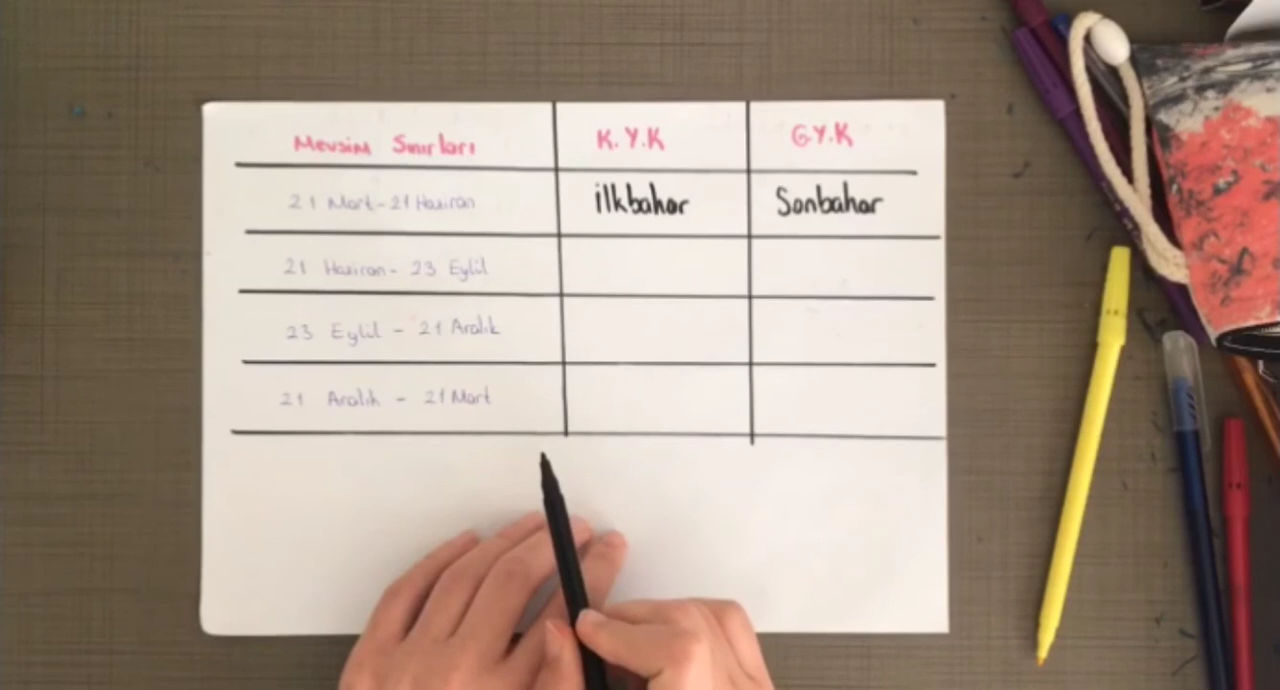 Mevsim Sınırları K.Y.K G.Y.K
21 Mart-21 Haziran ilkbahar Sonbahar
21 Haziran- 23 Eylül
23 Eylül - 21 Aralık
21 Aralık - 21 Mart